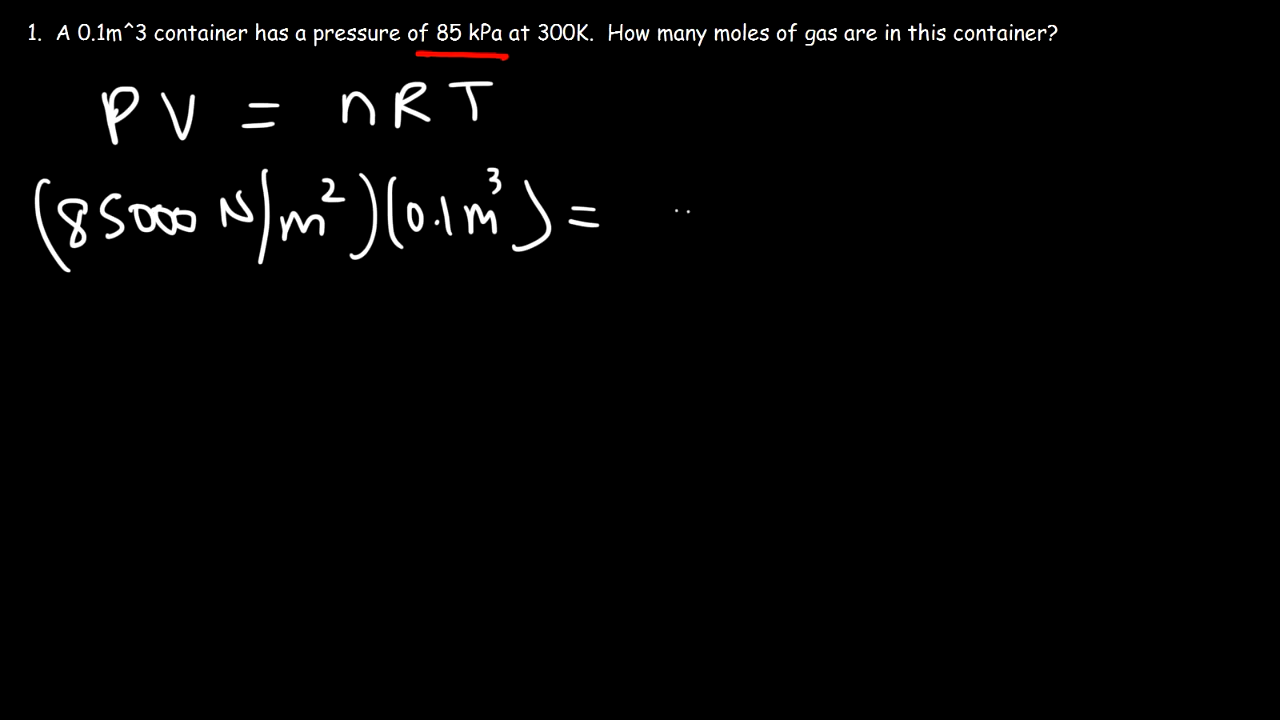 1. A 0.1m^3 container has a pressure of 85 kPa at 300K. How many moles of gas are in this container?
PV = nRT
(85000 N/m²)(0.1m³) =